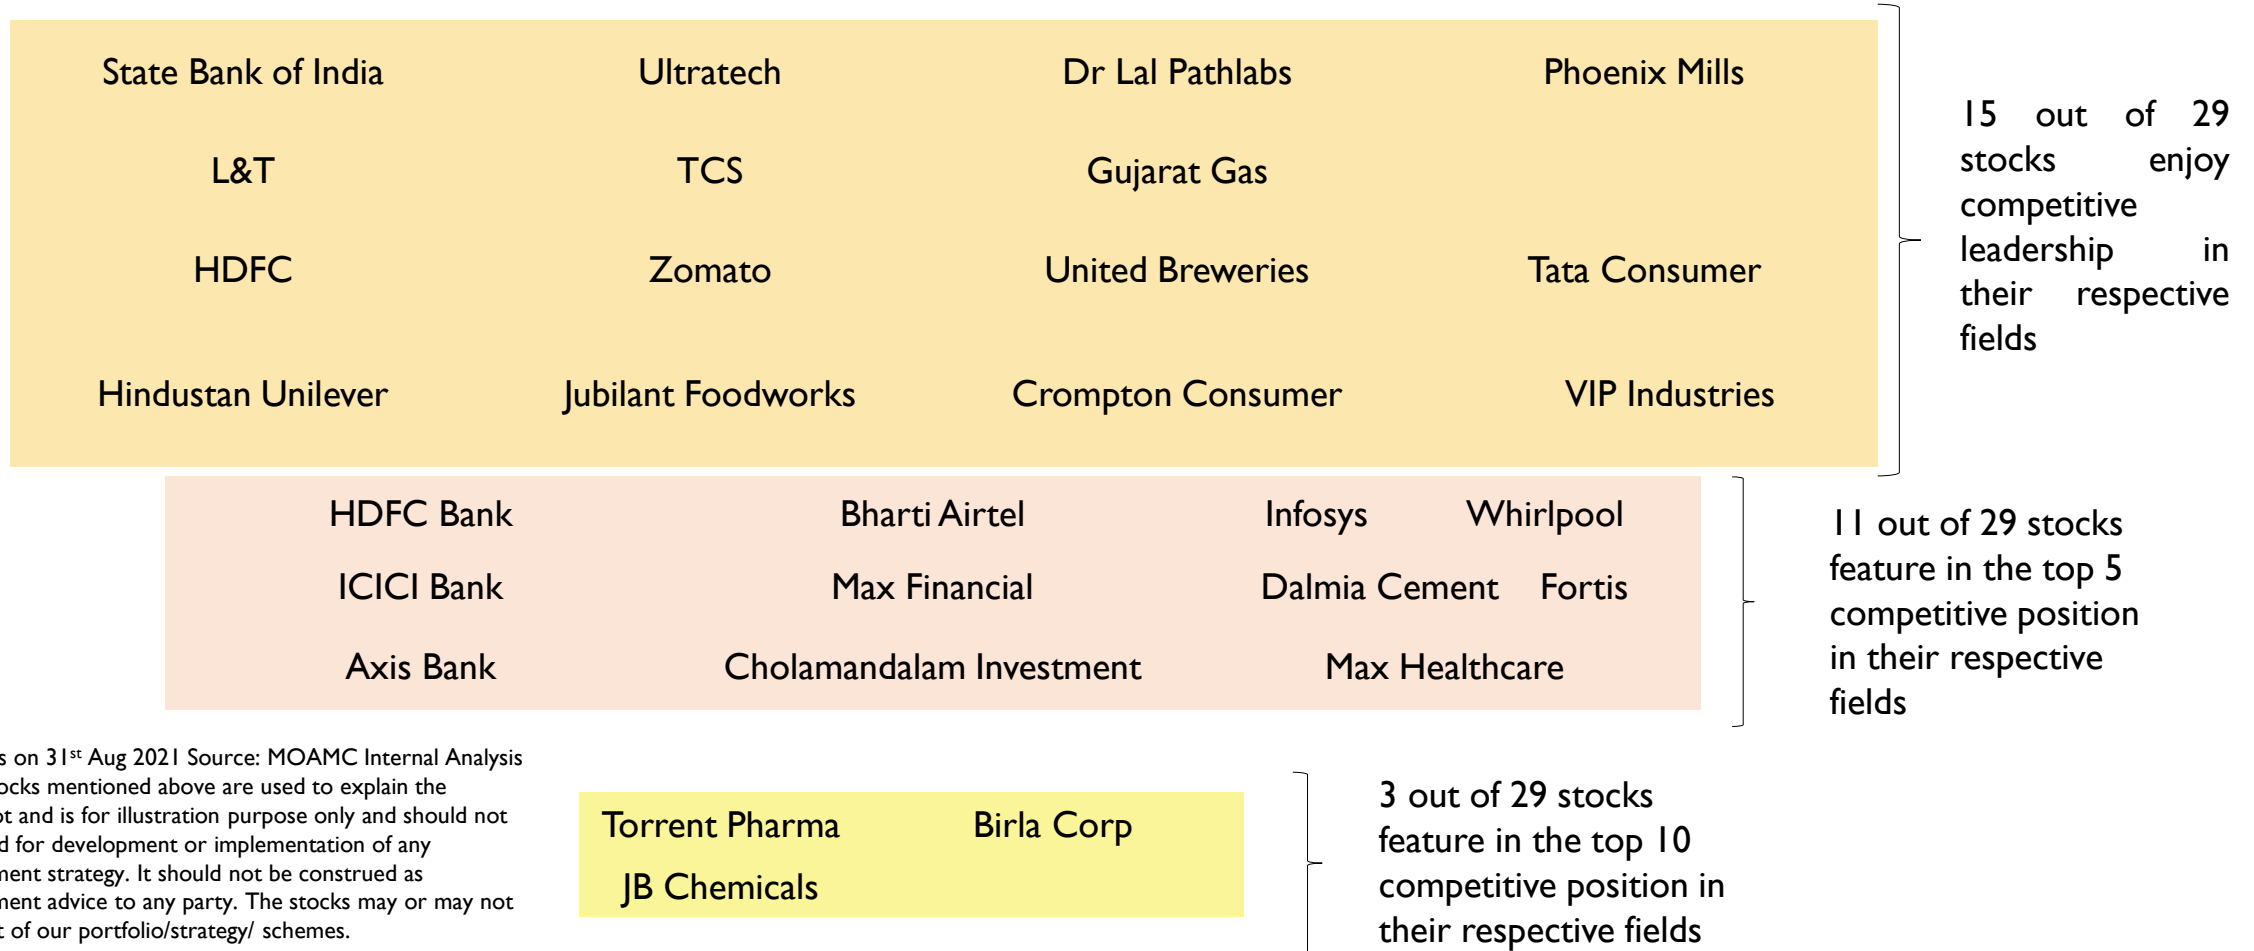 State Bank of India Ultratech Dr Lal Pathlabs Phoenix Mills
L&T TCS Gujarat Gas
HDFC Zomato United Breweries Tata Consumer
Hindustan Unilever Jubilant Foodworks Crompton Consumer VIP Industries
15 out of 29
stocks enjoy
competitive
leadership in
their respective
fields
HDFC Bank Bharti Airtel Infosys Whirlpool
ICICI Bank Max Financial Dalmia Cement Fortis
Axis Bank Cholamandalam Investment Max Healthcare
11 out of 29 stocks
feature in the top 5
competitive position
in their respective
fields
s on 31st Aug 2021 Source: MOAMC Internal Analysis
ocks mentioned above are used to explain the
pt and is for illustration purpose only and should not
d for development or implementation of any
ment strategy. It should not be construed as
ment advice to any party. The stocks may or may not
t of our portfolio/strategy/ schemes.
Torrent Pharma Birla Corp
JB Chemicals
3 out of 29 stocks
feature in the top 10
competitive position in
their respective fields